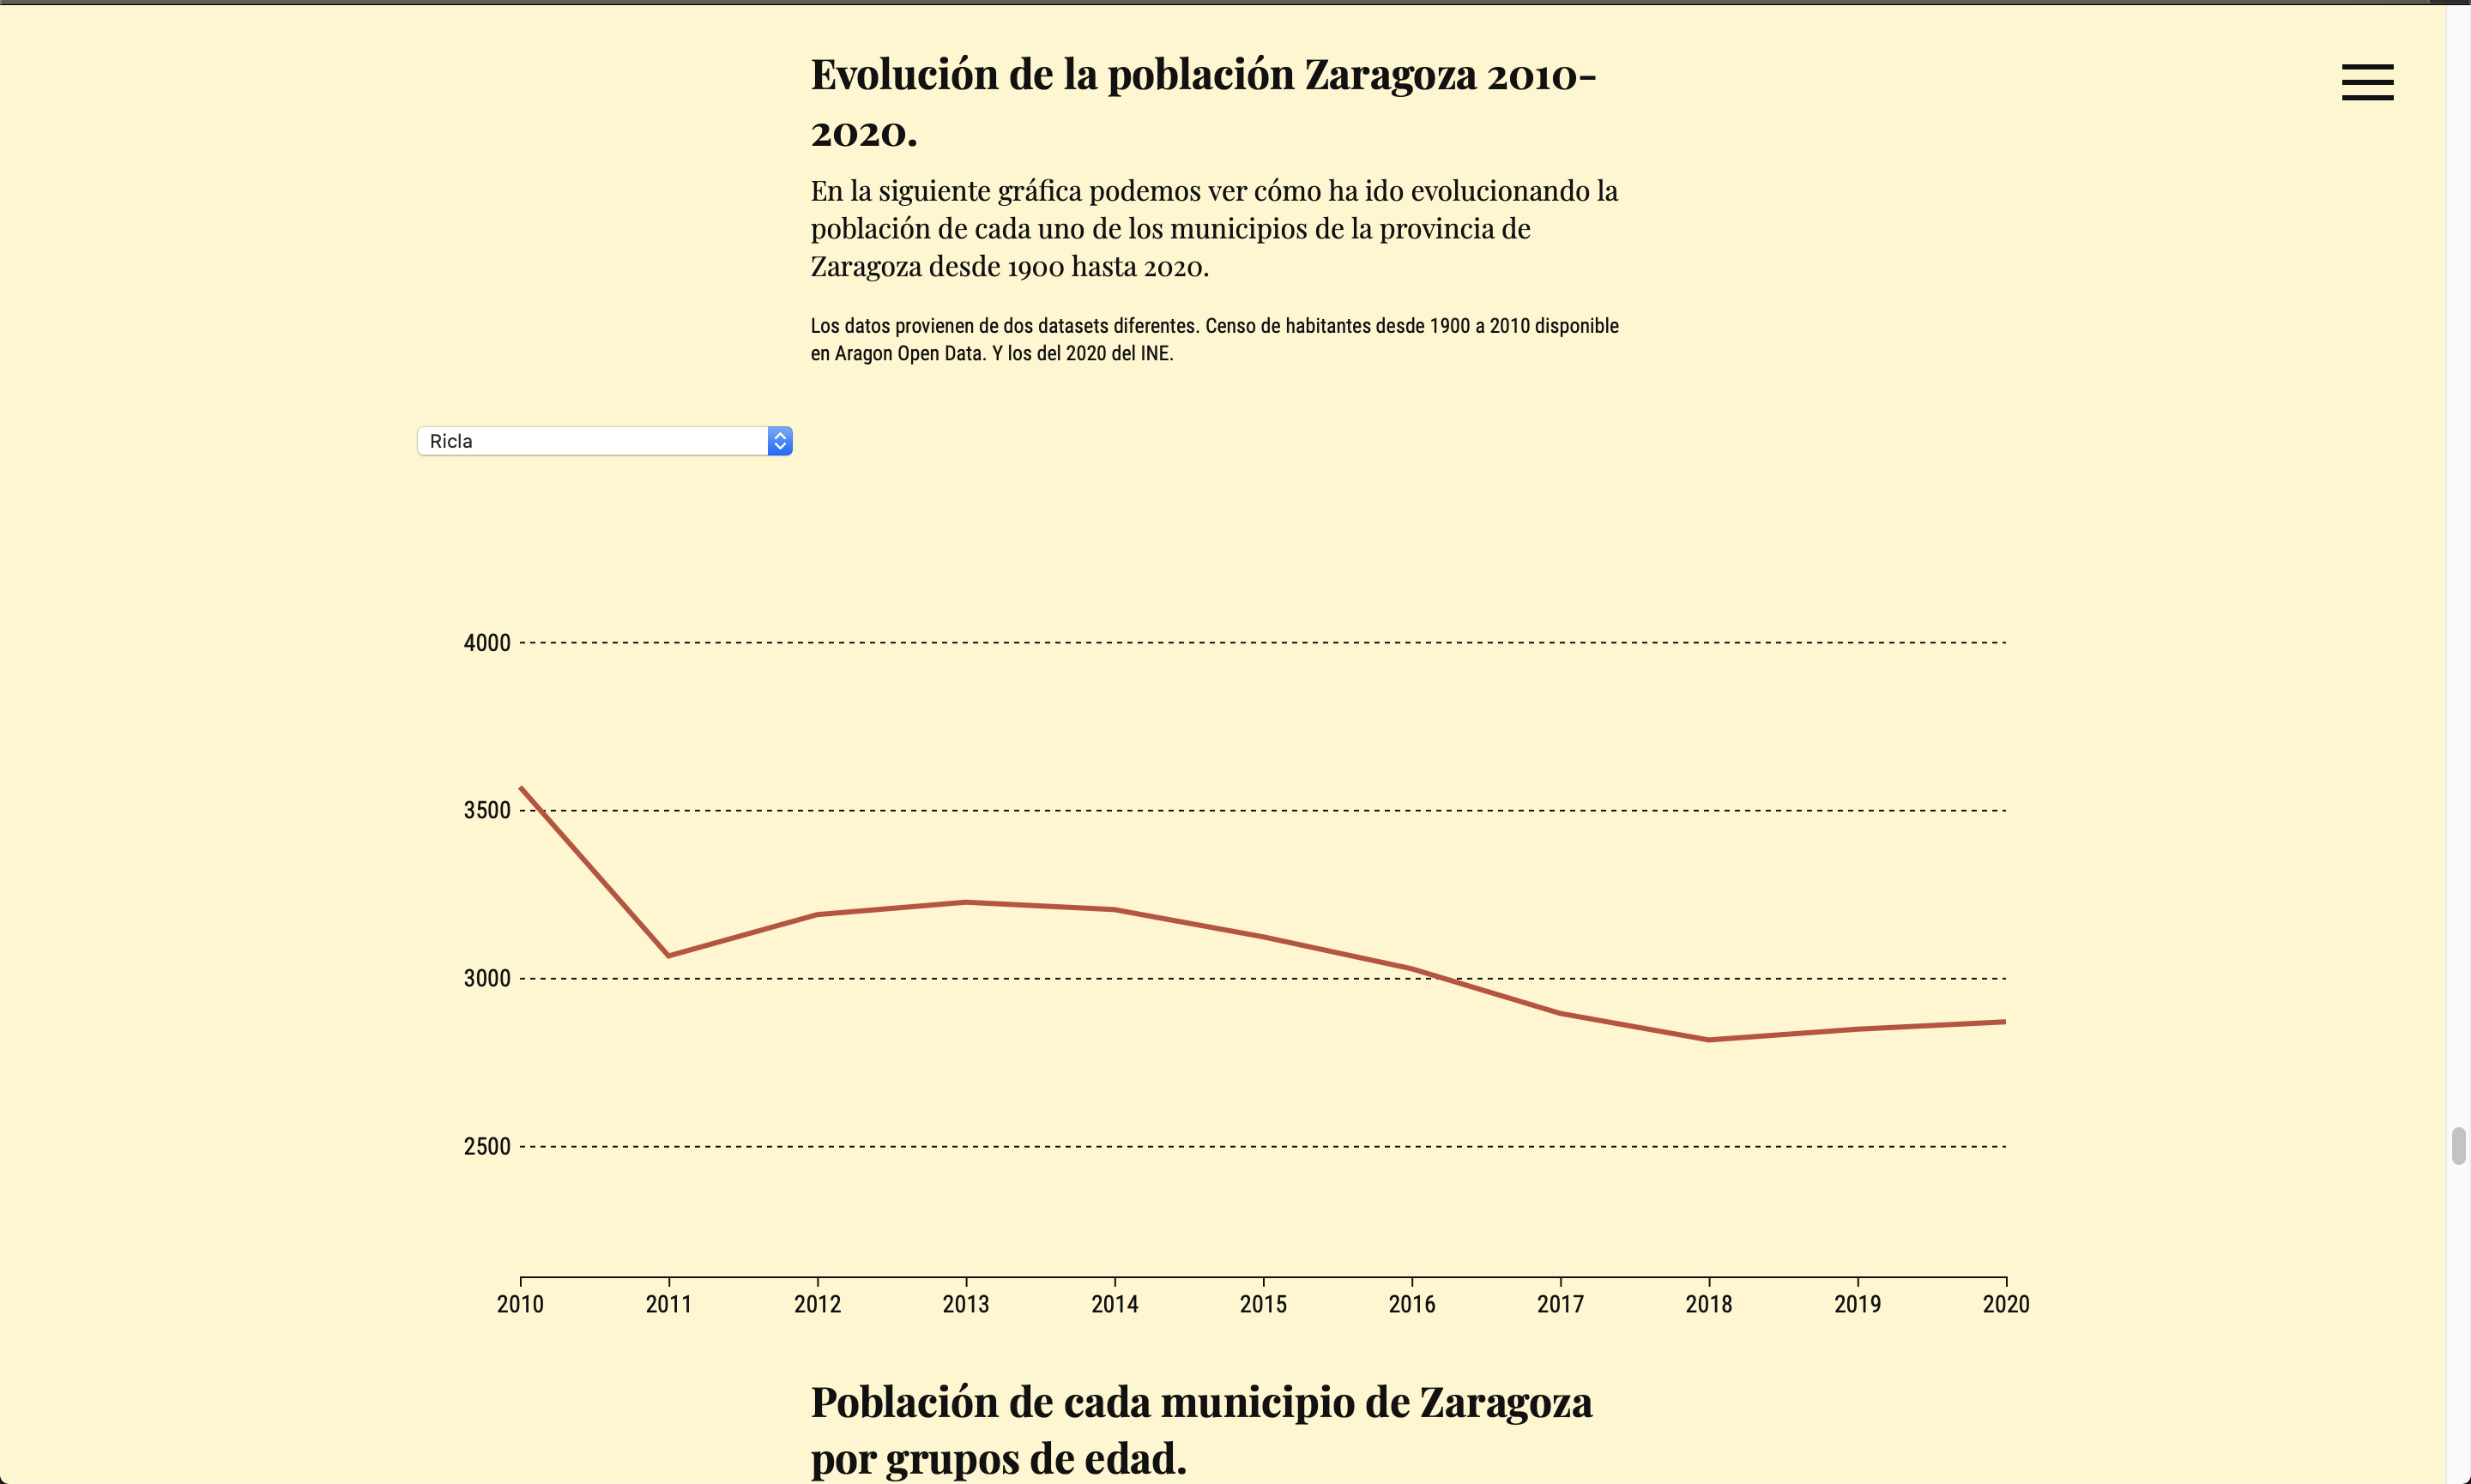 Evolución de la población Zaragoza 2010-
2020.
En la siguiente gráfica podemos ver cómo ha ido evolucionando la
población de cada uno de los municipios de la provincia de
Zaragoza desde 1900 hasta 2020.
Los datos provienen de dos datasets diferentes. Censo de habitantes desde 1900 a 2010 disponible
en Aragon Open Data. Y los del 2020 del INE.
Ricla
4000
3500
3000
2500
2010 2011 2012 2013 2014 2015 2016 2017 2018 2019 2020
Población de cada municipio de Zaragoza
por grupos de edad.